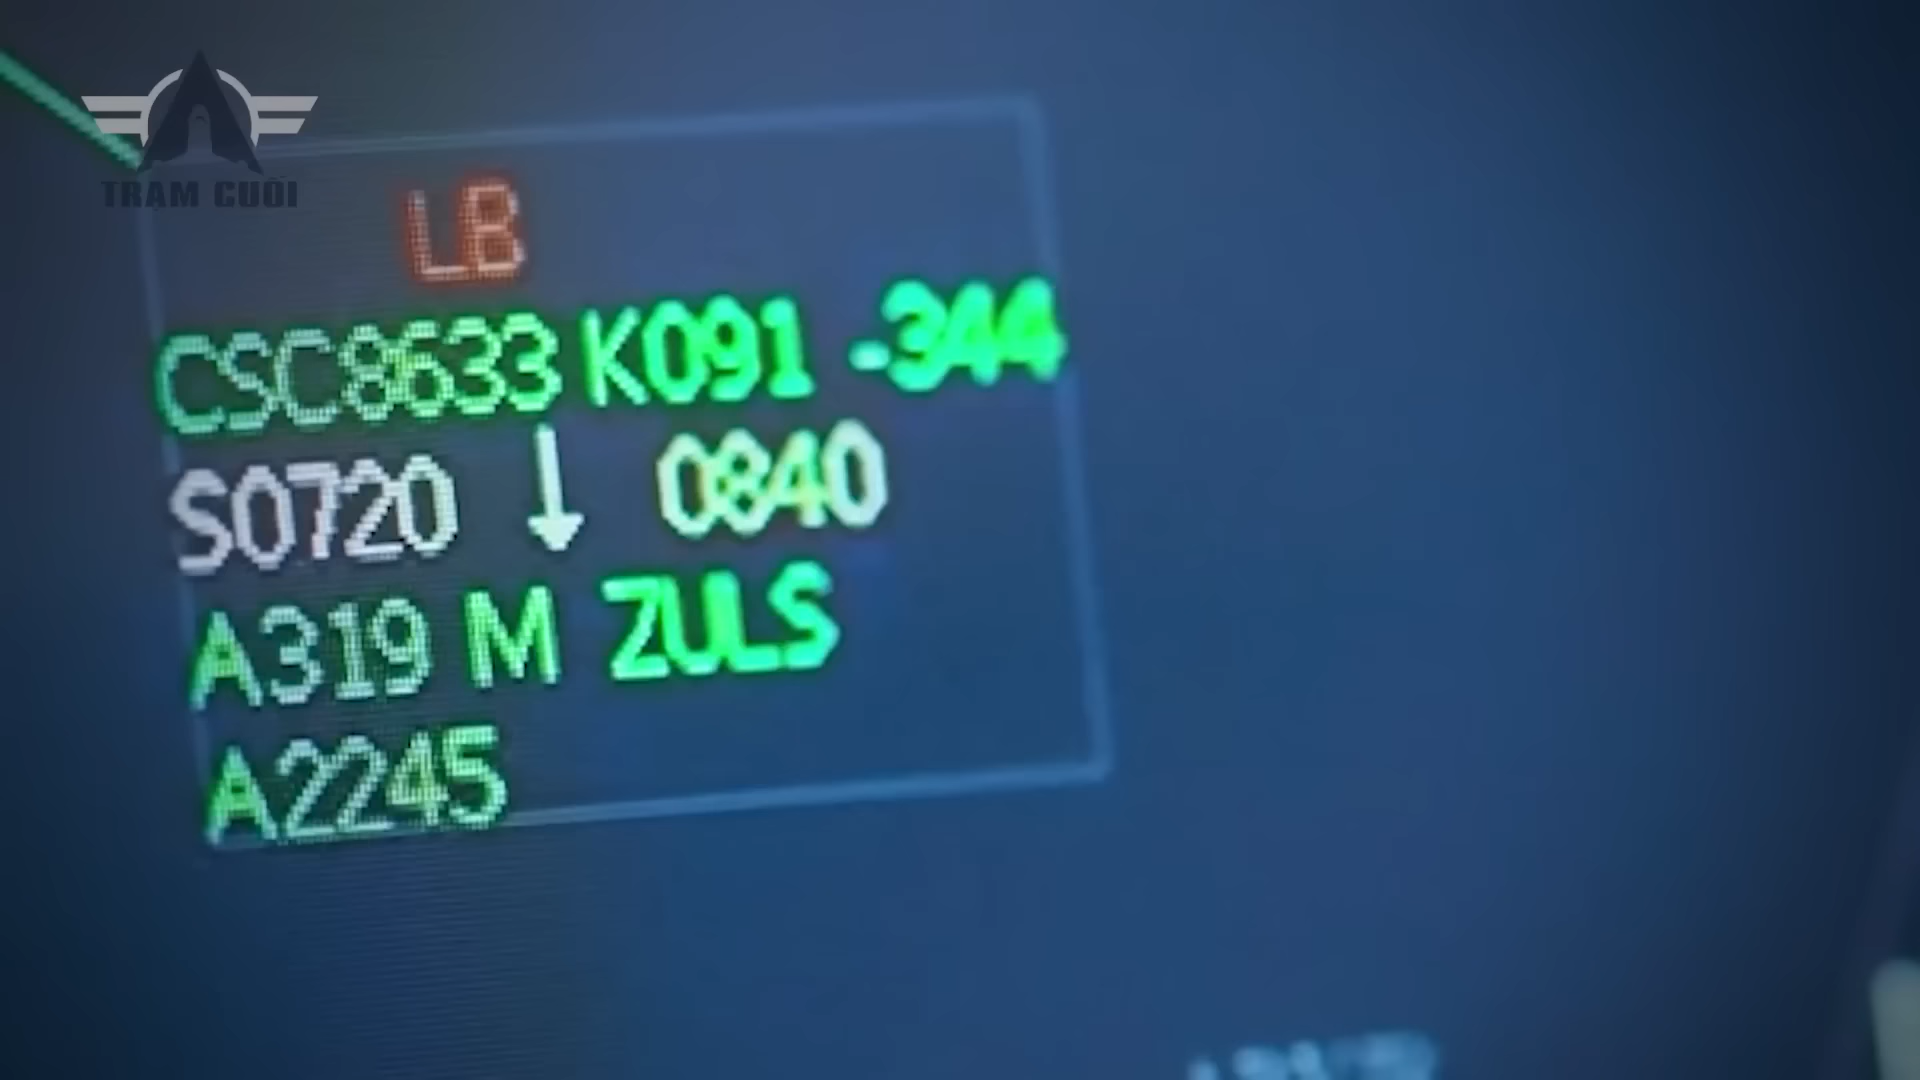 TRẠM CUỐI
LB
CSC8633 K091 -344
S0720 ↓ 0840
A319 M ZULS
A2245